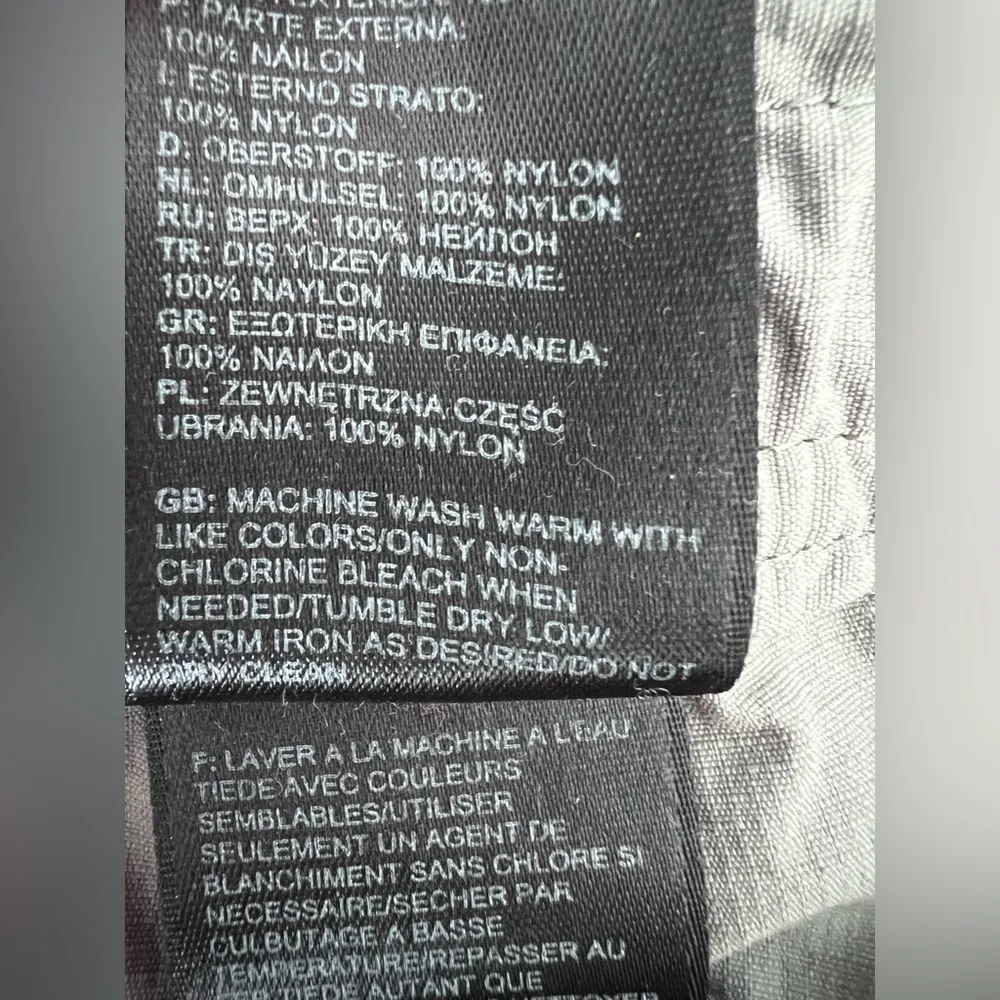 P: PARTE EXTERNA:
100% NAILON
I: ESTERNO STRATO:
100% NYLON
D: OBERSTOFF: 100% NYLON
NL: OMHULSEL: 100% NYLON
RU: ВЕРХ: 100% НЕЙЛОН
TR: DIŞ YÜZEY MALZEME:
100% NAYLON
GR: ΕΞΩΤΕΡΙΚΗ ΕΠΙΦΑΝΕΙΑ:
100% ΝΑΙΛΟΝ
PL: ZEWNĘTRZNA CZĘŚĆ
UBRANIA: 100% NYLON
GB: MACHINE WASH WARM WITH
LIKE COLORS/ONLY NON-
CHLORINE BLEACH WHEN
NEEDED/TUMBLE DRY LOW/
WARM IRON AS DESIRED/DO NOT
DRY CLEAN
F: LAVER A LA MACHINE A L'EAU
TIEDE AVEC COULEURS
SEMBLABLES/UTILISER
SEULEMENT UN AGENT DE
BLANCHIMENT SANS CHLORE SI
NECESSAIRE/SECHER PAR
CULBUTAGE A BASSE
TEMPERATURE/REPASSER AU
FER TIEDE AUTANT QUE